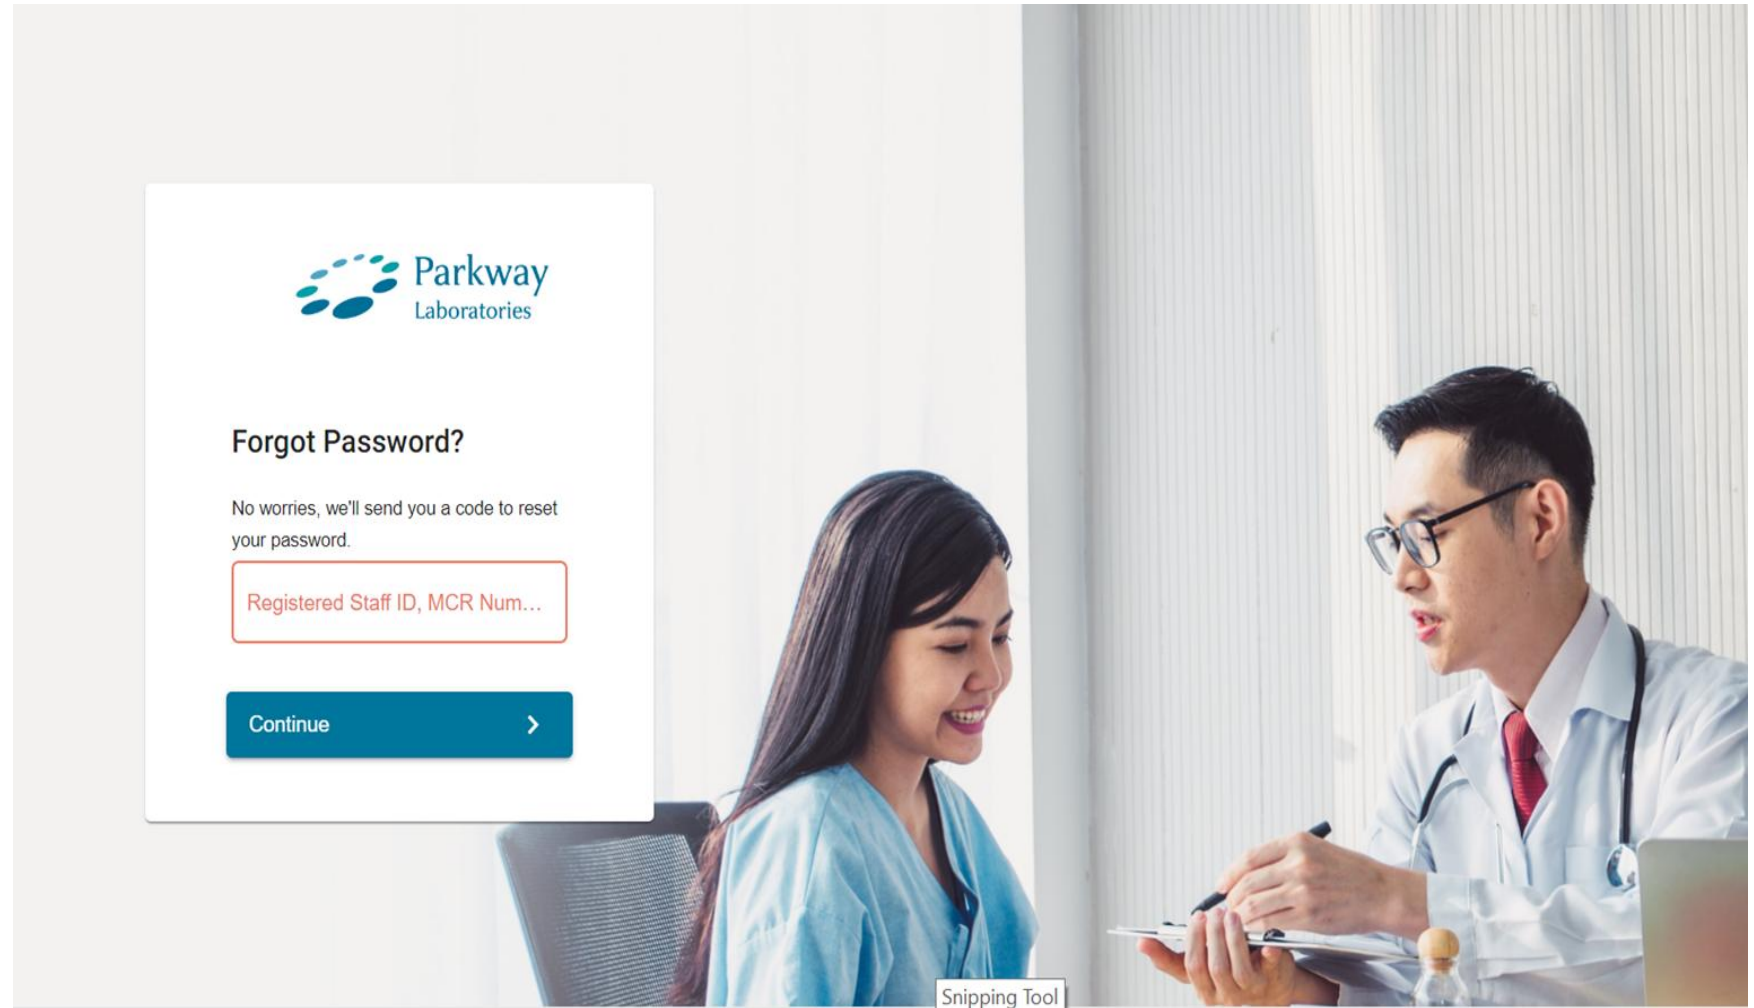 Parkway
Laboratories
Forgot Password?
No worries, we'll send you a code to reset
your password.
Registered Staff ID, MCR Num...
Continue
Snipping Tool